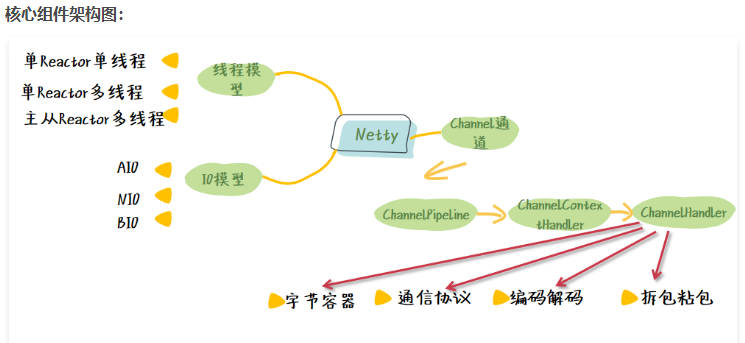 核心组件架构图：
单Reactor单线程
单Reactor多线程
主从Reactor多线程
线程模
型
Netty
Channel通
道
AIO
NIO
BIO
IO模型
ChannelPipeLine
ChannelContex
tHandler
ChannelHandler
字节容器
通信协议
编码解码
拆包粘包